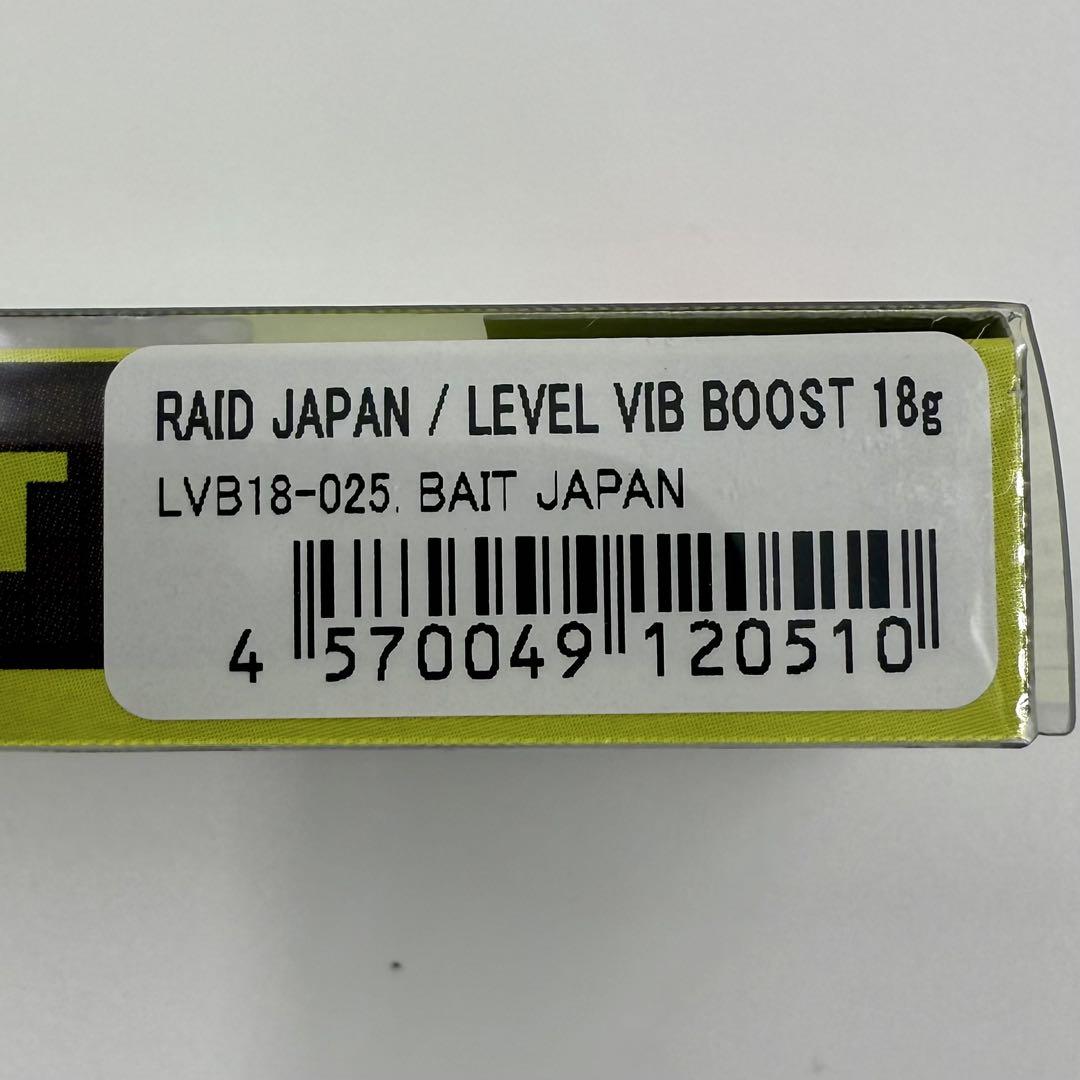 RAID JAPAN / LEVEL VIB BOOST 18g
LVB18-025. BAIT JAPAN
4 570049 120510
T